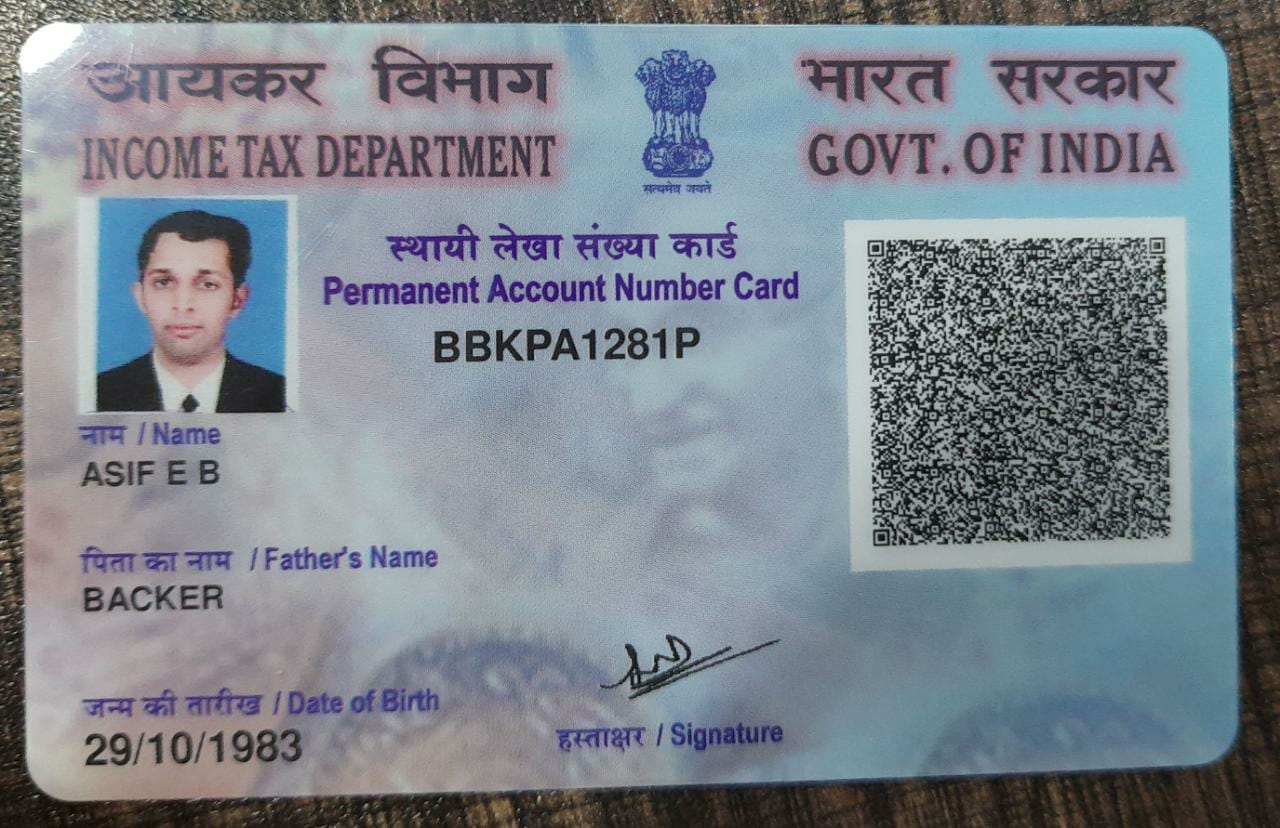 आयकर विभाग
INCOME TAX DEPARTMENT
सत्यमेव जयते
भारत सरकार
GOVT. OF INDIA
स्थायी लेखा संख्या कार्ड
Permanent Account Number Card
BBKPA1281P
नाम / Name
ASIF E B
पिता का नाम / Father's Name
BACKER
जन्म की तारीख / Date of Birth
29/10/1983
हस्ताक्षर / Signature